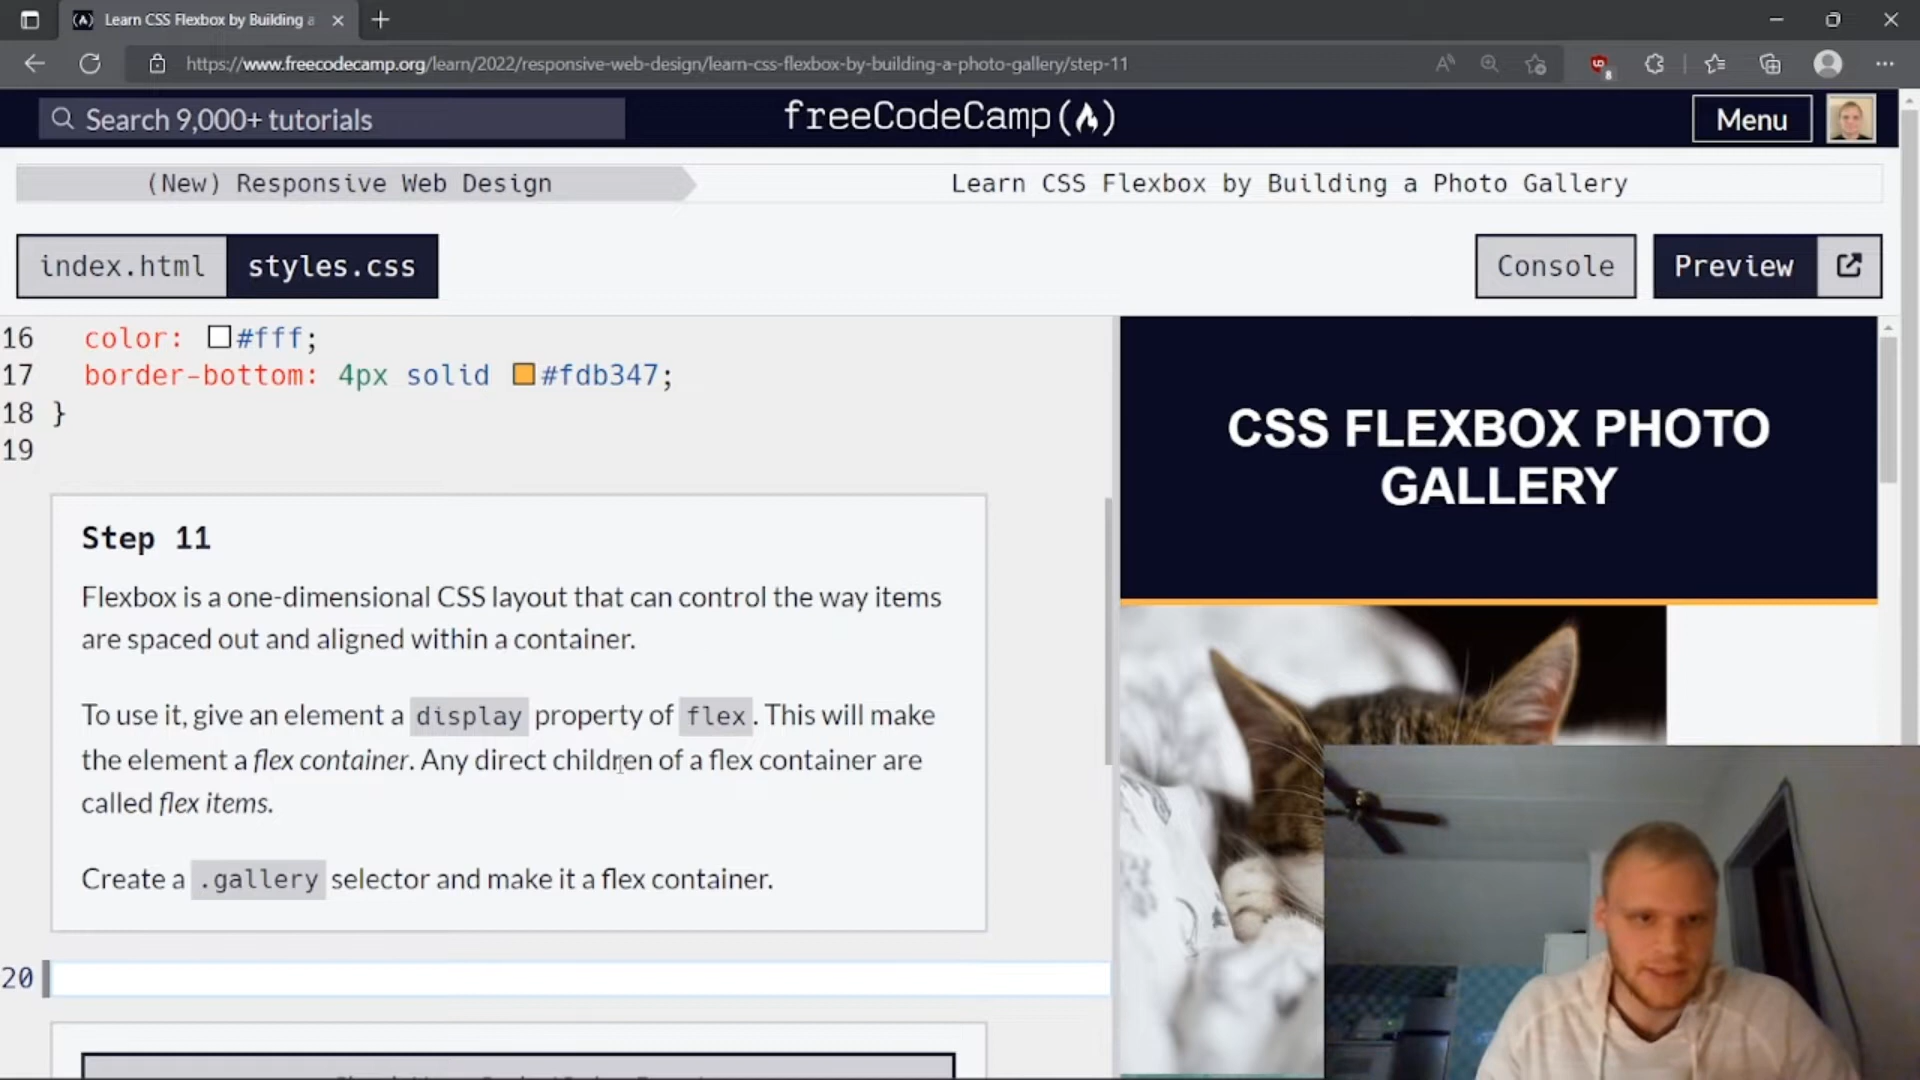 Learn CSS Flexbox by Building a
https://www.freecodecamp.org/learn/2022/responsive-web-design/learn-css-flexbox-by-building-a-photo-gallery/step-11
8
Search 9,000+ tutorials
freeCodeCamp(🔥)
Menu
(New) Responsive Web Design
Learn CSS Flexbox by Building a Photo Gallery
index.html
styles.css
Console
Preview
16 color: #fff;
17 border-bottom: 4px solid #fdb347;
18 }
19
Step 11
Flexbox is a one-dimensional CSS layout that can control the way items
are spaced out and aligned within a container.
To use it, give an element a display property of flex. This will make
the element a flex container. Any direct children of a flex container are
called flex items.
Create a .gallery selector and make it a flex container.
20
CSS FLEXBOX PHOTO
GALLERY